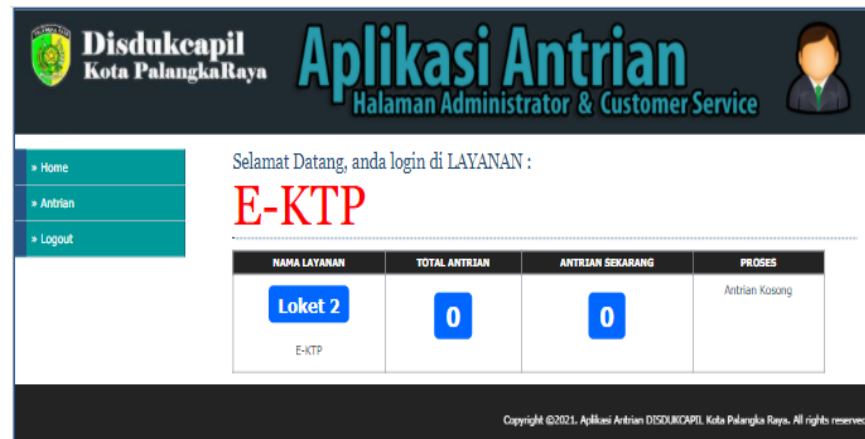 Disdukcapil
Kota PalangkaRaya
Aplikasi Antrian
Halaman Administrator & Customer Service
» Home
» Antrian
» Logout
Selamat Datang, anda login di LAYANAN :
E-KTP
NAMA LAYANAN TOTAL ANTRIAN ANTRIAN SEKARANG PROSES
Loket 2 0 0 Antrian Kosong
E-KTP
Copyright ©2021. Aplikasi Antrian DISDUKCAPIL Kota Palangka Raya. All rights reserved